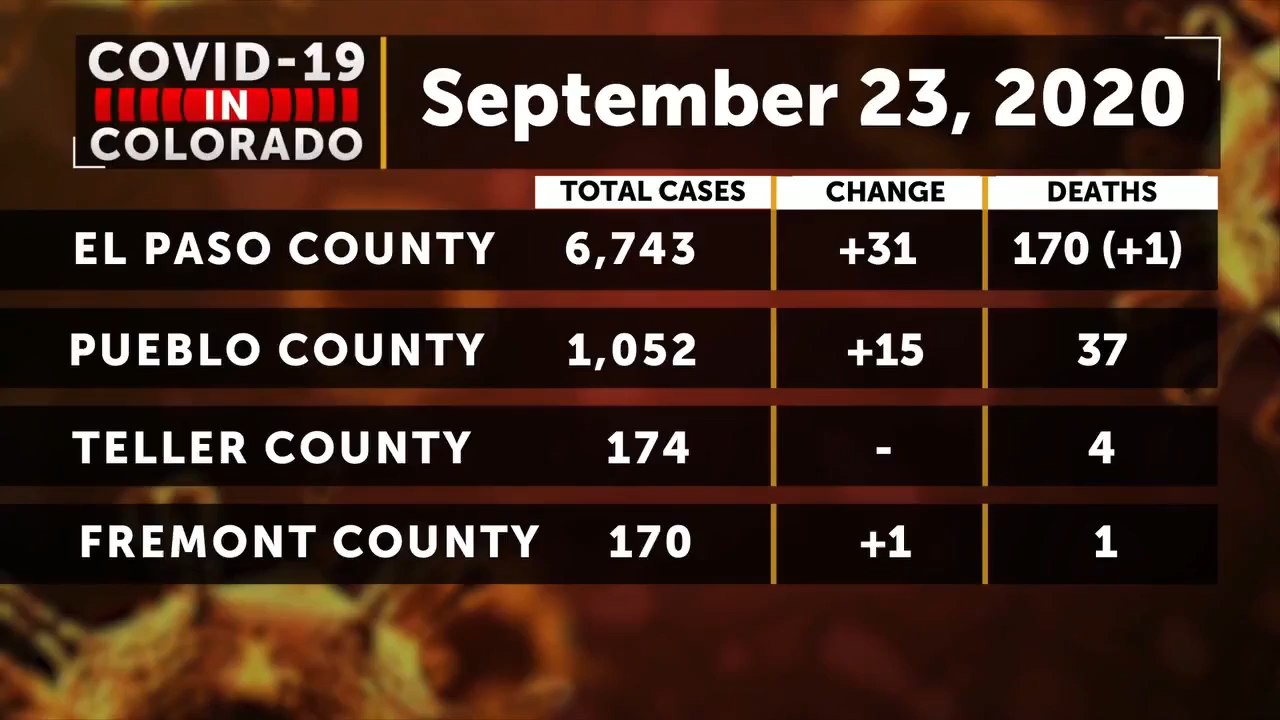 COVID-19
IN
COLORADO
September 23, 2020
TOTAL CASES CHANGE DEATHS
EL PASO COUNTY 6,743 +31 170 (+1)
PUEBLO COUNTY 1,052 +15 37
TELLER COUNTY 174 - 4
FREMONT COUNTY 170 +1 1